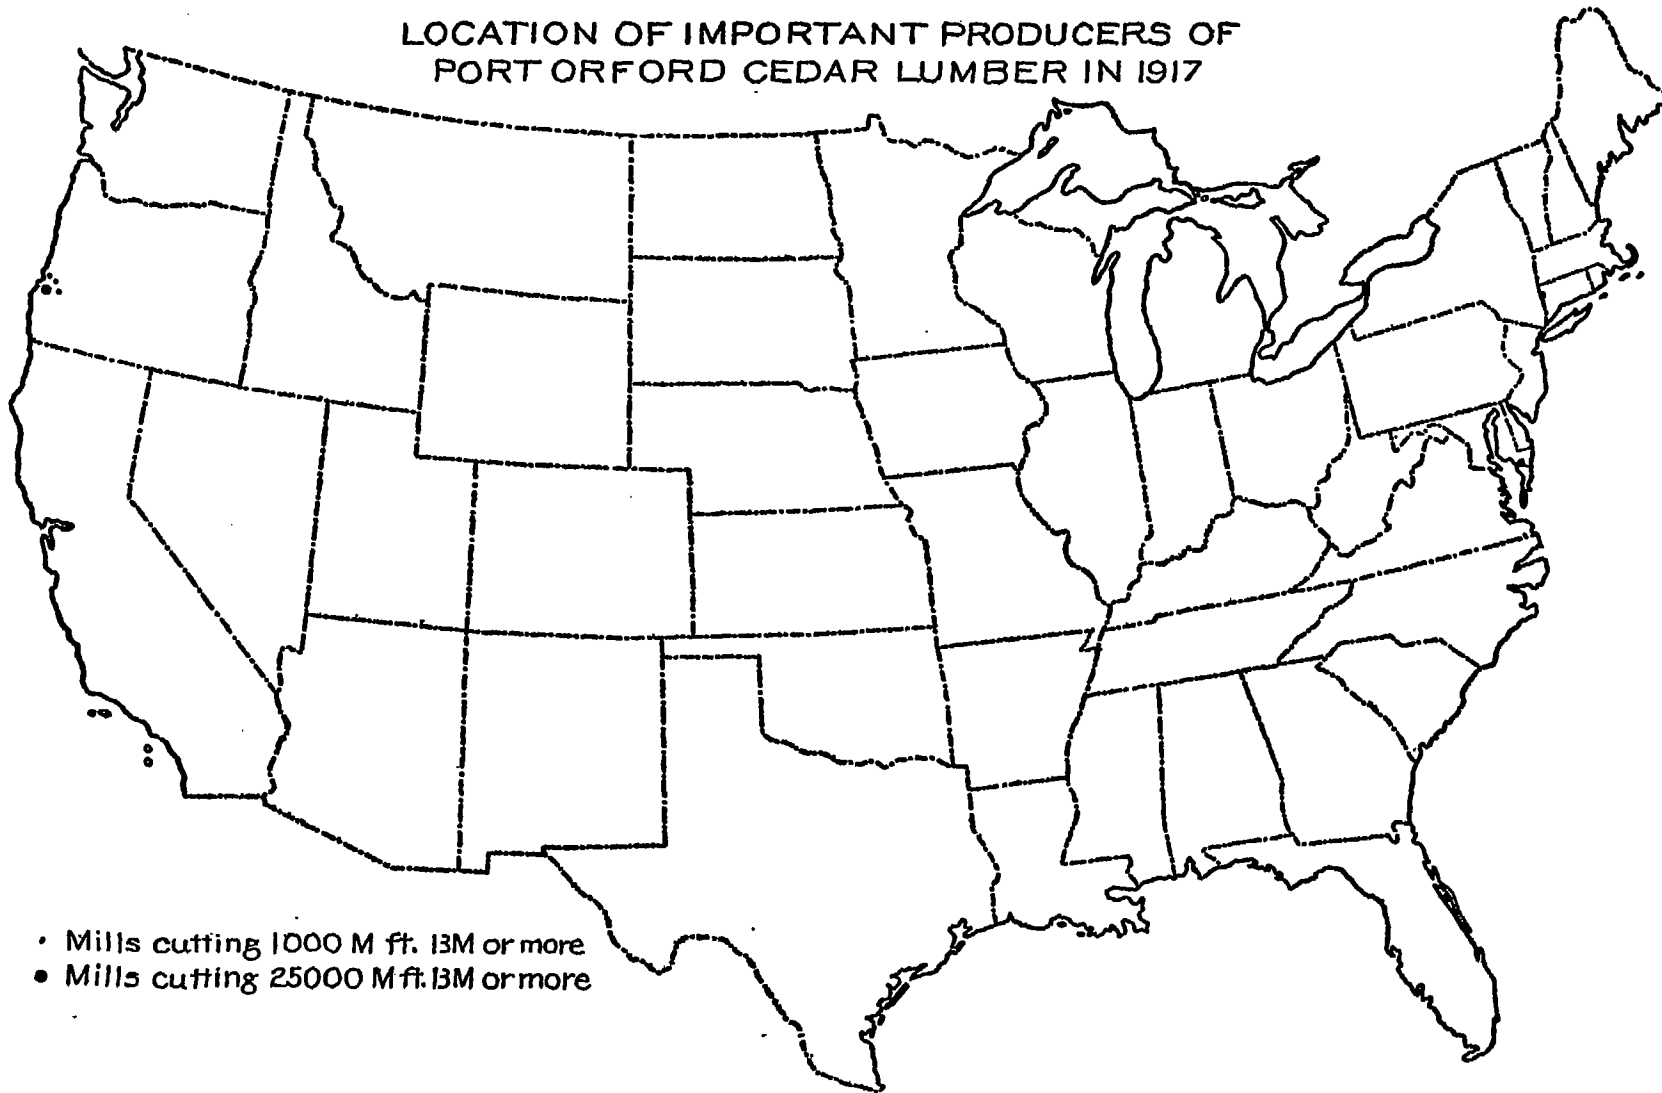 LOCATION OF IMPORTANT PRODUCERS OF
PORT ORFORD CEDAR LUMBER IN 1917
Mills cutting 1000 M ft. BM or more
Mills cutting 25000 M ft. BM or more